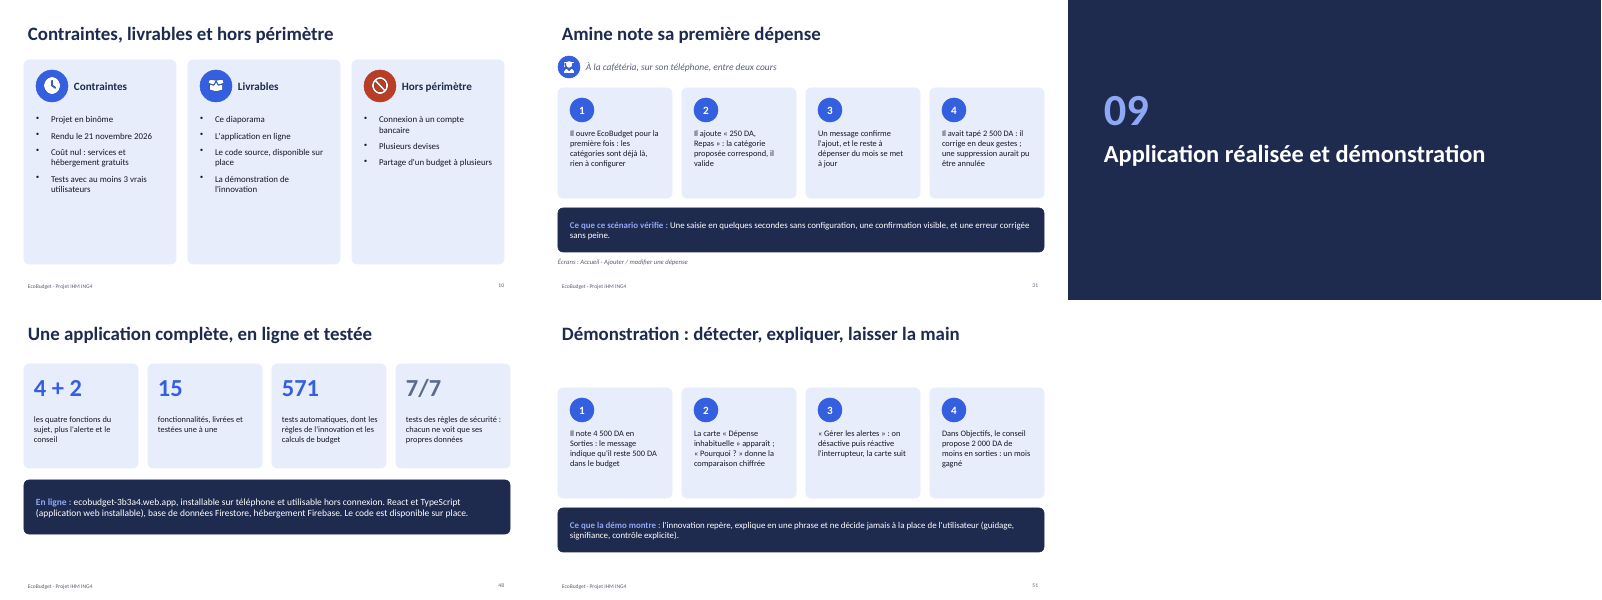 Contraintes, livrables et hors périmètre
Contraintes
• Projet en binôme
• Rendu le 21 novembre 2026
• Coût nul : services et
hébergement gratuits
• Tests avec au moins 3 vrais
utilisateurs
Livrables
• Ce diaporama
• L'application en ligne
• Le code source, disponible sur
place
• La démonstration de
l'innovation
Hors périmètre
• Connexion à un compte
bancaire
• Plusieurs devises
• Partage d'un budget à plusieurs
EcoBudget - Projet IHM ING4
10
Amine note sa première dépense
À la cafétéria, sur son téléphone, entre deux cours
1
Il ouvre EcoBudget pour la
première fois : les
catégories sont déjà là,
rien à configurer
2
Il ajoute « 250 DA,
Repas » : la catégorie
proposée correspond, il
valide
3
Un message confirme
l'ajout, et le reste à
dépenser du mois se met
à jour
4
Il avait tapé 2 500 DA : il
corrige en deux gestes ;
une suppression aurait pu
être annulée
Ce que ce scénario vérifie : Une saisie en quelques secondes sans configuration, une confirmation visible, et une erreur corrigée
sans peine.
Écrans : Accueil - Ajouter / modifier une dépense
EcoBudget - Projet IHM ING4
31
09
Application réalisée et démonstration
Une application complète, en ligne et testée
4 + 2
les quatre fonctions du
sujet, plus l'alerte et le
conseil
15
fonctionnalités, livrées et
testées une à une
571
tests automatiques, dont les
règles de l'innovation et les
calculs de budget
7/7
tests des règles de sécurité :
chacun ne voit que ses
propres données
En ligne : ecobudget-3b3a4.web.app, installable sur téléphone et utilisable hors connexion. React et TypeScript
(application web installable), base de données Firestore, hébergement Firebase. Le code est disponible sur place.
EcoBudget - Projet IHM ING4
48
Démonstration : détecter, expliquer, laisser la main
1
Il note 4 500 DA en
Sorties : le message
indique qu'il reste 500 DA
dans le budget
2
La carte « Dépense
inhabituelle » apparaît ;
« Pourquoi ? » donne la
comparaison chiffrée
3
« Gérer les alertes » : on
désactive puis réactive
l'interrupteur, la carte suit
4
Dans Objectifs, le conseil
propose 2 000 DA de
moins en sorties : un mois
gagné
Ce que la démo montre : l'innovation repère, explique en une phrase et ne décide jamais à la place de l'utilisateur (guidage,
signifiance, contrôle explicite).
EcoBudget - Projet IHM ING4
51